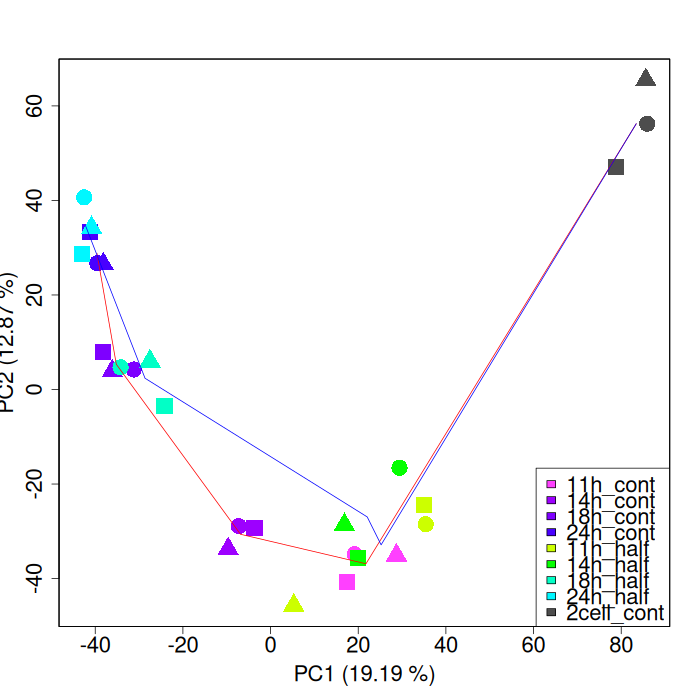 60
40
20
0
-20
-40
PC2 (12.87 %)
-40
-20
0
20
40
60
80
PC1 (19.19 %)
11h_cont
14h_cont
18h_cont
24h_cont
11h_half
14h_half
18h_half
24h_half
2cell_cont